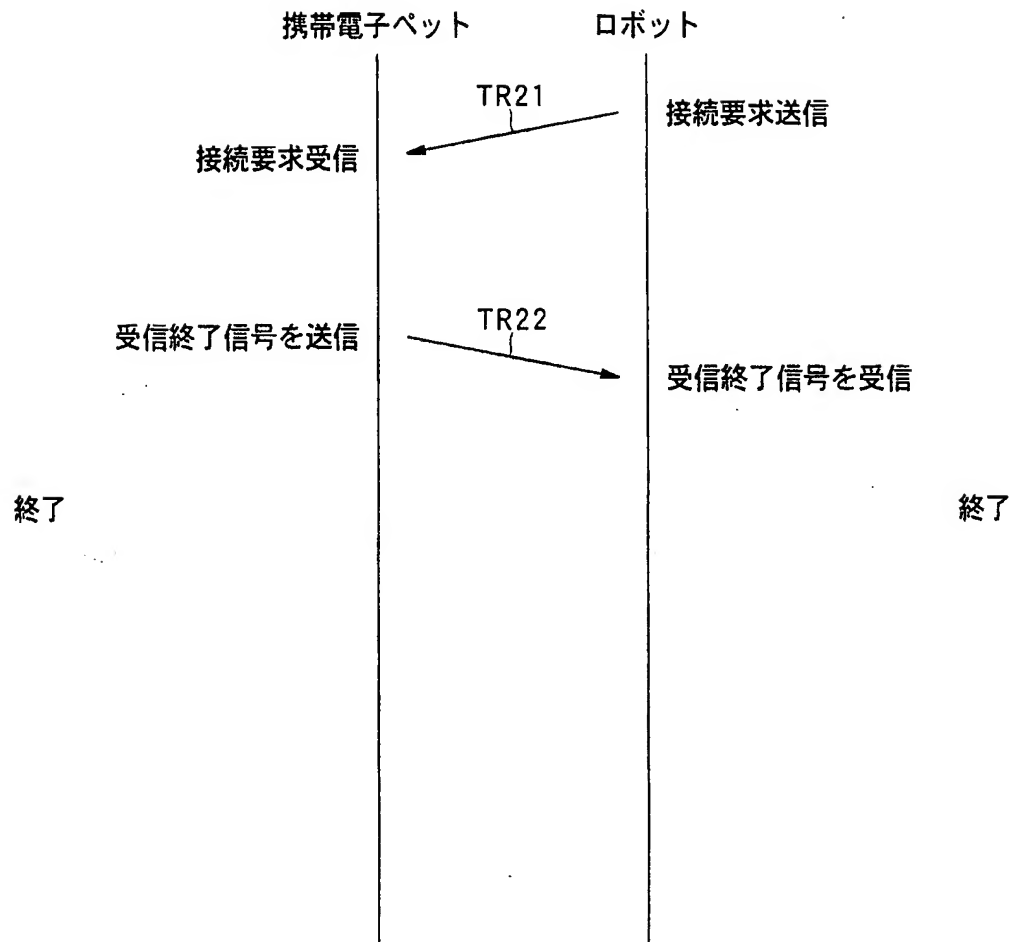 携帯電子ペット
ロボット
TR21
接続要求送信
接続要求受信
TR22
受信終了信号を送信
受信終了信号を受信
終了
終了